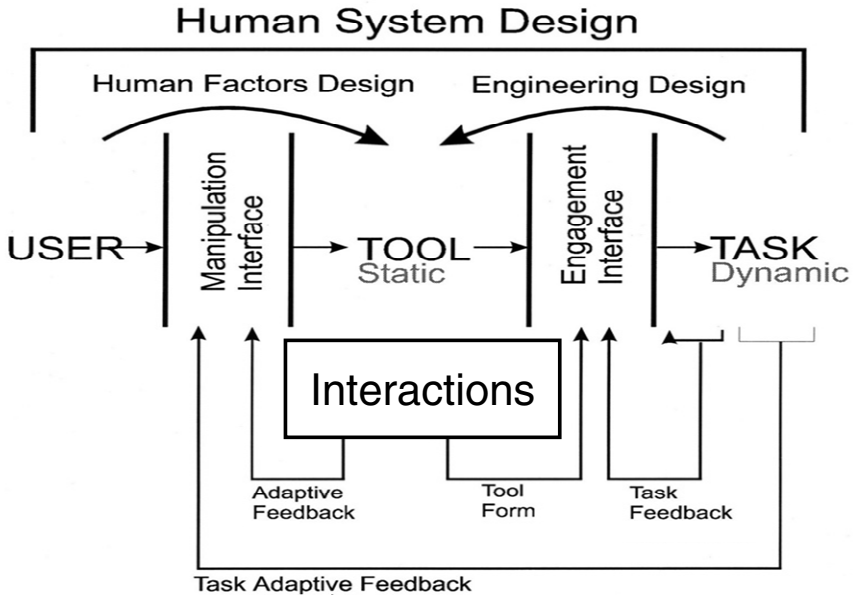 Human System Design
Human Factors Design
Engineering Design
USER
Manipulation
Interface
TOOL
Static
Engagement
Interface
TASK
Dynamic
Interactions
Adaptive
Feedback
Tool
Form
Task
Feedback
Task Adaptive Feedback